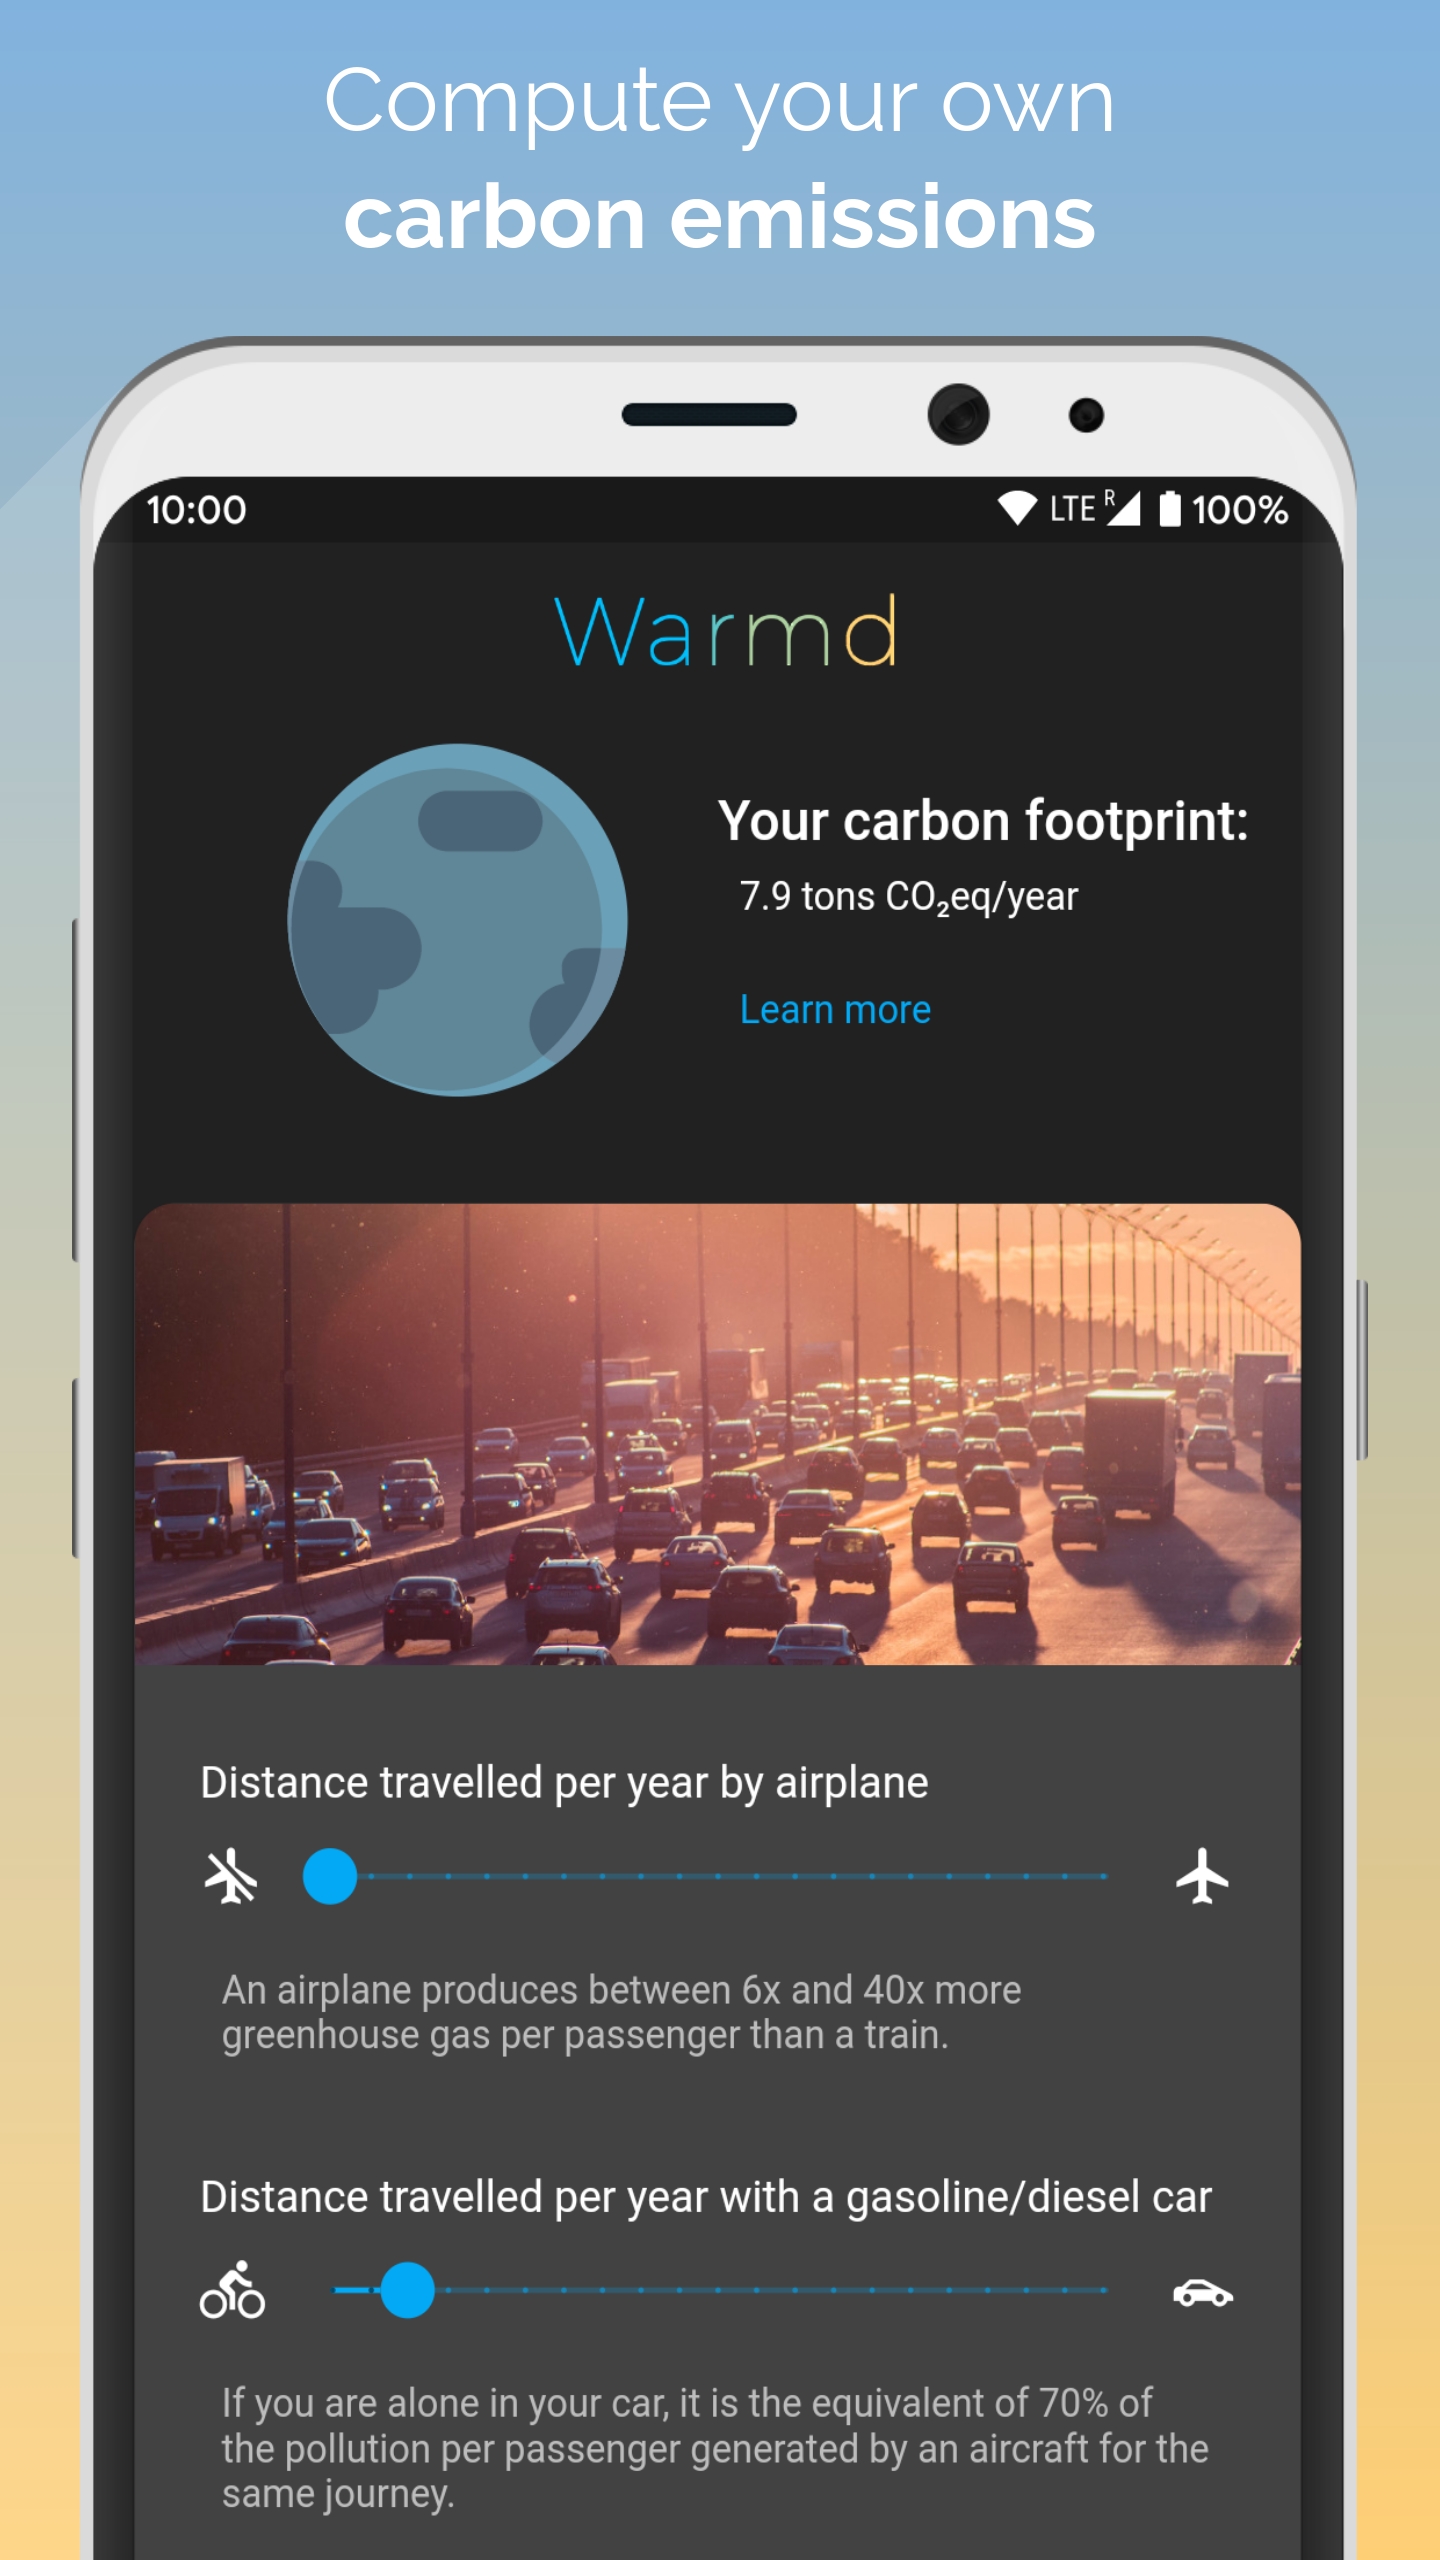 Compute your own
carbon emissions
10:00
LTE R 100%
Warmd
Your carbon footprint:
7.9 tons CO₂eq/year
Learn more
Distance travelled per year by airplane
An airplane produces between 6x and 40x more
greenhouse gas per passenger than a train.
Distance travelled per year with a gasoline/diesel car
If you are alone in your car, it is the equivalent of 70% of
the pollution per passenger generated by an aircraft for the
same journey.